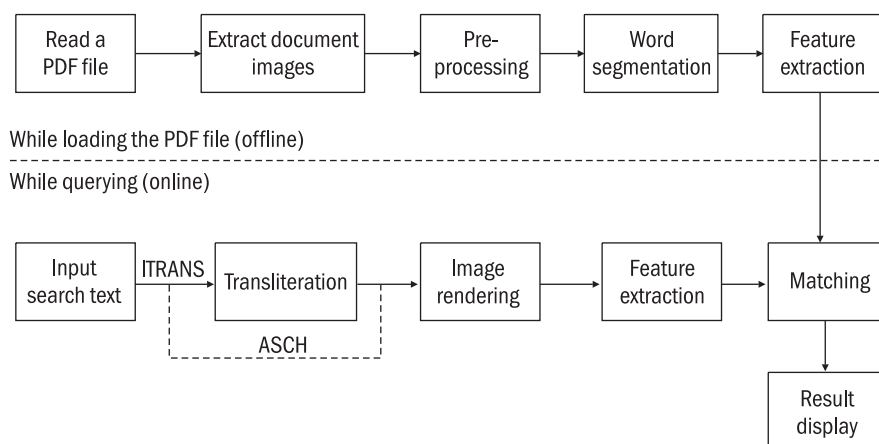 Read a
PDF file
Extract document
images
Pre-
processing
Word
segmentation
Feature
extraction
While loading the PDF file (offline)
While querying (online)
Input
search text
ITRANS
Transliteration
ASCH
Image
rendering
Feature
extraction
Matching
Result
display